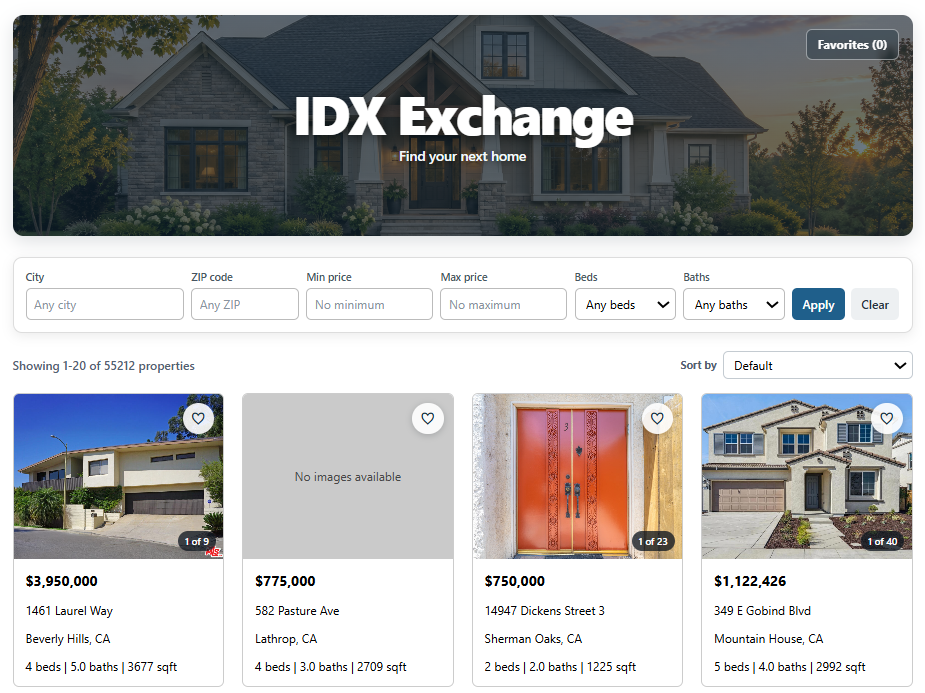 Favorites (0)
IDX Exchange
Find your next home
City ZIP code Min price Max price Beds Baths
Any city Any ZIP No minimum No maximum Any beds Any baths Apply Clear
Showing 1-20 of 55212 properties Sort by Default
No images available
3
1 of 9 1 of 23 1 of 40
$3,950,000 $775,000 $750,000 $1,122,426
1461 Laurel Way 582 Pasture Ave 14947 Dickens Street 3 349 E Gobind Blvd
Beverly Hills, CA Lathrop, CA Sherman Oaks, CA Mountain House, CA
4 beds | 5.0 baths | 3677 sqft 4 beds | 3.0 baths | 2709 sqft 2 beds | 2.0 baths | 1225 sqft 5 beds | 4.0 baths | 2992 sqft